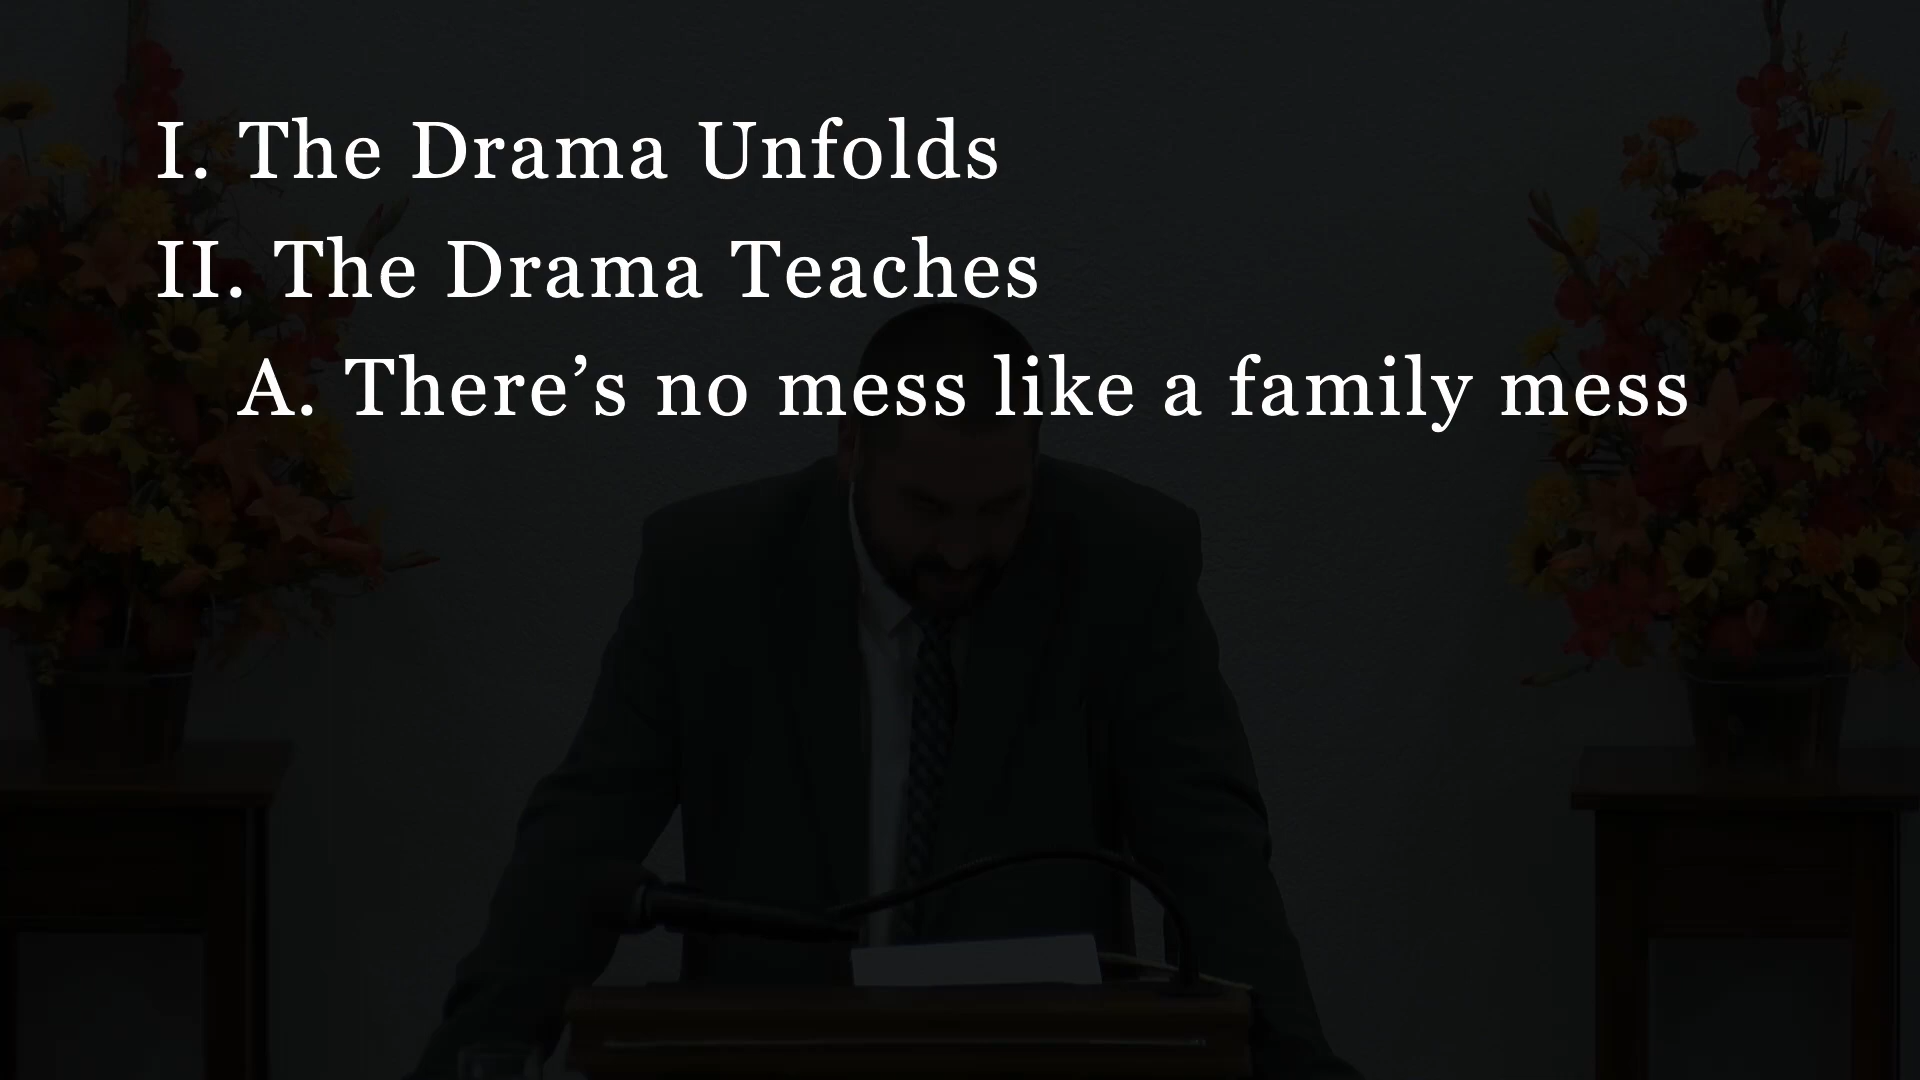 I. The Drama Unfolds
II. The Drama Teaches
A. There’s no mess like a family mess